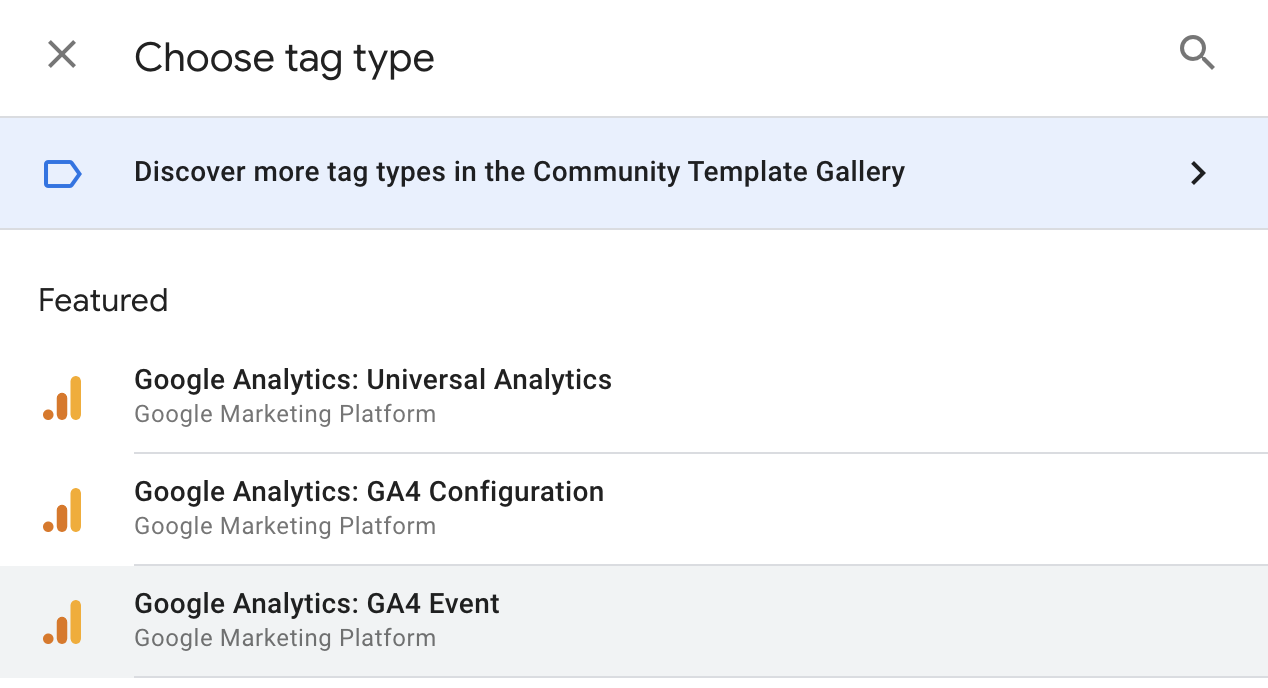 Choose tag type
Discover more tag types in the Community Template Gallery
Featured
Google Analytics: Universal Analytics
Google Marketing Platform
Google Analytics: GA4 Configuration
Google Marketing Platform
Google Analytics: GA4 Event
Google Marketing Platform